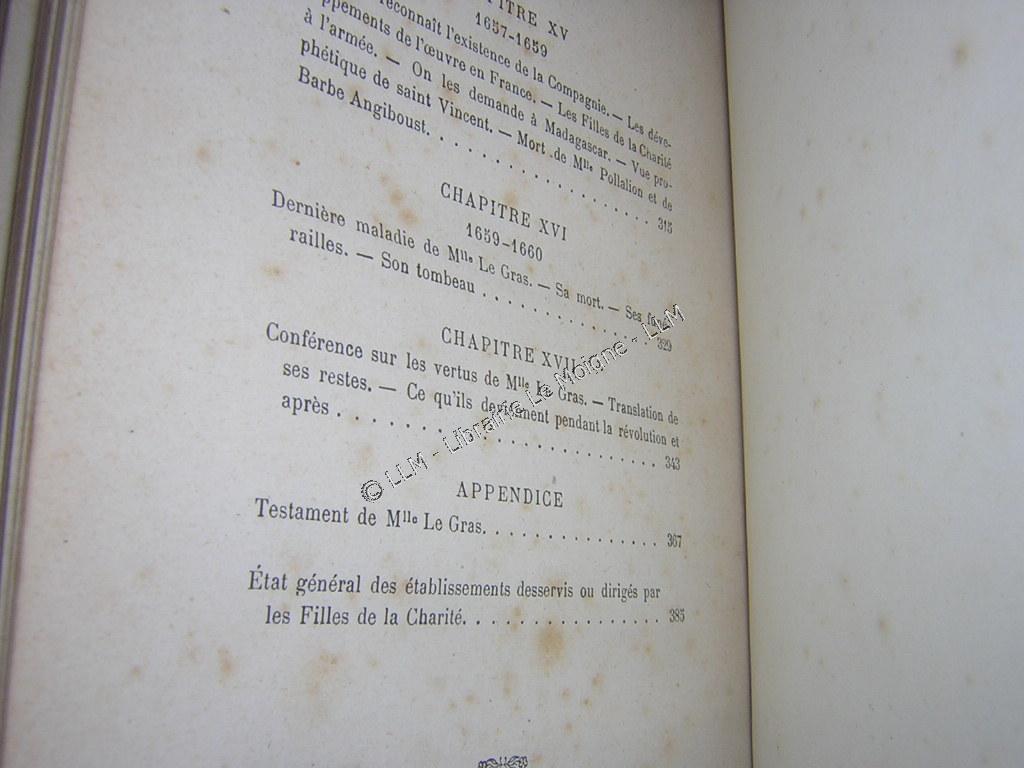 PITRE XV
1657-1659
reconnaît l'existence de la Compagnie. — Les déve-
ppements de l'œuvre en France. — Les Filles de la Charité
à l'armée. — On les demande à Madagascar. — Vue pro-
phétique de saint Vincent. — Mort de Mlle Pollalion et de
Barbe Angiboust. . . . . . . . . . . . . . . . 315
CHAPITRE XVI
1659-1660
Dernière maladie de Mlle Le Gras. — Sa mort. — Ses funé-
railles. — Son tombeau . . . . . . . . . . . . . 329
CHAPITRE XVII
Conférence sur les vertus de Mlle Le Gras. — Translation de
ses restes. — Ce qu'ils deviennent pendant la révolution et
après . . . . . . . . . . . . . . . . . . 343
APPENDICE
Testament de Mlle Le Gras. . . . . . . . . . . . . 367
État général des établissements desservis ou dirigés par
les Filles de la Charité. . . . . . . . . . . . . . 385
© LLM - Librairie Le Moigne - LLM